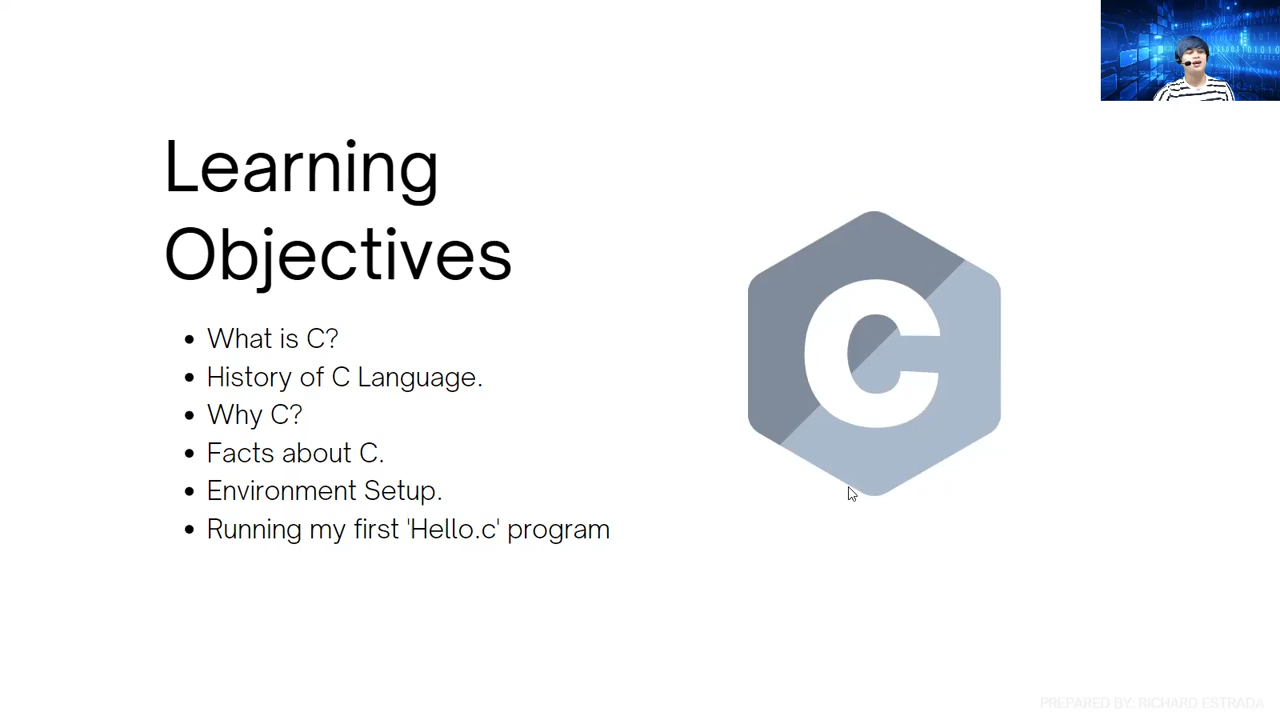 Learning
Objectives
• What is C?
• History of C Language.
• Why C?
• Facts about C.
• Environment Setup.
• Running my first 'Hello.c' program
C
PREPARED BY: RICHARD ESTRADA